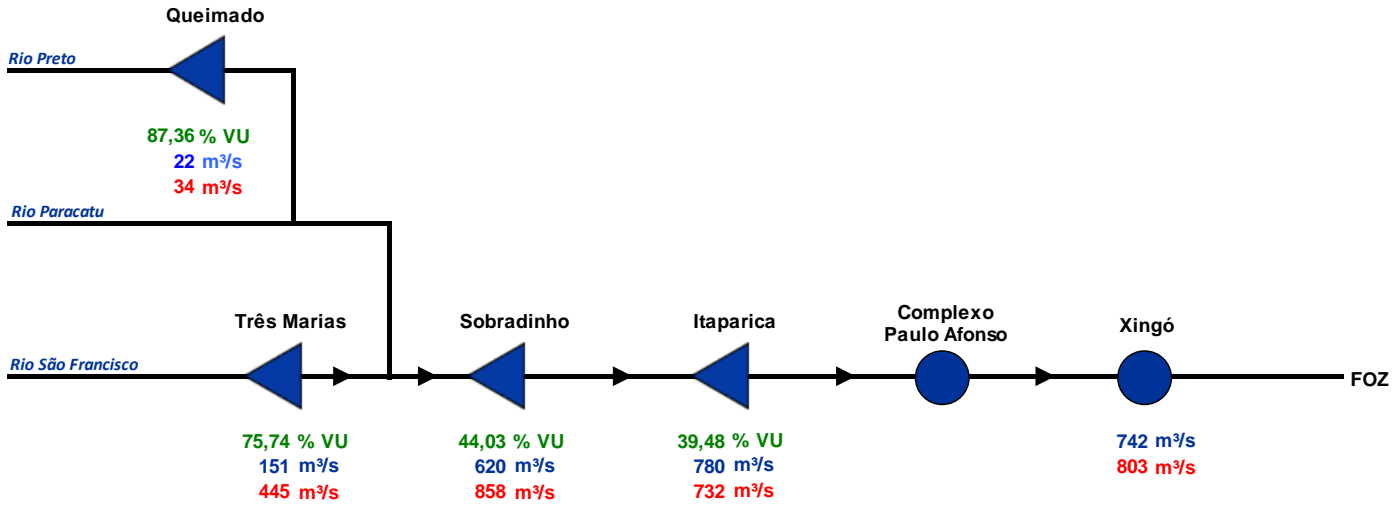 Queimado
Rio Preto
87,36 % VU
22 m³/s
34 m³/s
Rio Paracatu
Três Marias
Sobradinho
Itaparica
Complexo
Paulo Afonso
Xingó
Rio São Francisco
FOZ
75,74 % VU
151 m³/s
445 m³/s
44,03 % VU
620 m³/s
858 m³/s
39,48 % VU
780 m³/s
732 m³/s
742 m³/s
803 m³/s